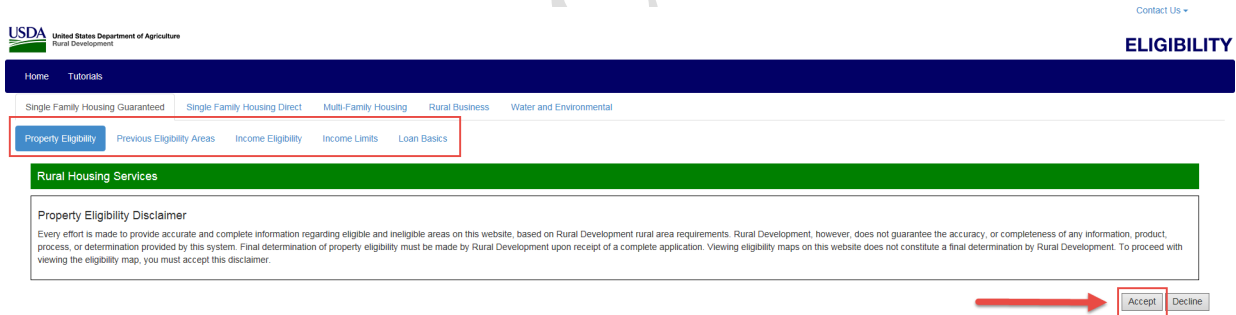 Contact Us
USDA United States Department of Agriculture
Rural Development
ELIGIBILITY
Home Tutorials
Single Family Housing Guaranteed Single Family Housing Direct Multi-Family Housing Rural Business Water and Environmental
Property Eligibility Previous Eligibility Areas Income Eligibility Income Limits Loan Basics
Rural Housing Services
Property Eligibility Disclaimer
Every effort is made to provide accurate and complete information regarding eligible and ineligible areas on this website, based on Rural Development rural area requirements. Rural Development, however, does not guarantee the accuracy, or completeness of any information, product,
process, or determination provided by this system. Final determination of property eligibility must be made by Rural Development upon receipt of a complete application. Viewing eligibility maps on this website does not constitute a final determination by Rural Development. To proceed with
viewing the eligibility map, you must accept this disclaimer.
Accept Decline